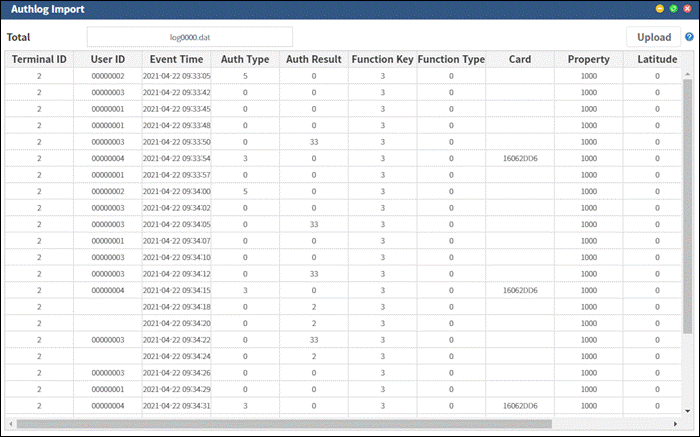 Authlog Import
Total log0000.dat Upload
Terminal ID User ID Event Time Auth Type Auth Result Function Key Function Type Card Property Latitude
2 00000002 2021-04-22 09:33:05 5 0 3 0 1000 0
2 00000003 2021-04-22 09:33:42 0 0 3 0 1000 0
2 00000001 2021-04-22 09:33:45 0 0 3 0 1000 0
2 00000001 2021-04-22 09:33:48 0 0 3 0 1000 0
2 00000003 2021-04-22 09:33:50 0 33 3 0 1000 0
2 00000004 2021-04-22 09:33:54 3 0 3 0 16062DD6 1000 0
2 00000001 2021-04-22 09:33:57 0 0 3 0 1000 0
2 00000002 2021-04-22 09:34:00 5 0 3 0 1000 0
2 00000003 2021-04-22 09:34:02 0 0 3 0 1000 0
2 00000003 2021-04-22 09:34:05 0 33 3 0 1000 0
2 00000001 2021-04-22 09:34:07 0 0 3 0 1000 0
2 00000003 2021-04-22 09:34:10 0 0 3 0 1000 0
2 00000003 2021-04-22 09:34:12 0 33 3 0 1000 0
2 00000004 2021-04-22 09:34:15 3 0 3 0 16062DD6 1000 0
2 2021-04-22 09:34:18 0 2 3 0 1000 0
2 2021-04-22 09:34:20 0 2 3 0 1000 0
2 00000003 2021-04-22 09:34:22 0 33 3 0 1000 0
2 2021-04-22 09:34:24 0 2 3 0 1000 0
2 00000003 2021-04-22 09:34:26 0 0 3 0 1000 0
2 00000001 2021-04-22 09:34:29 0 0 3 0 1000 0
2 00000004 2021-04-22 09:34:31 3 0 3 0 16062DD6 1000 0